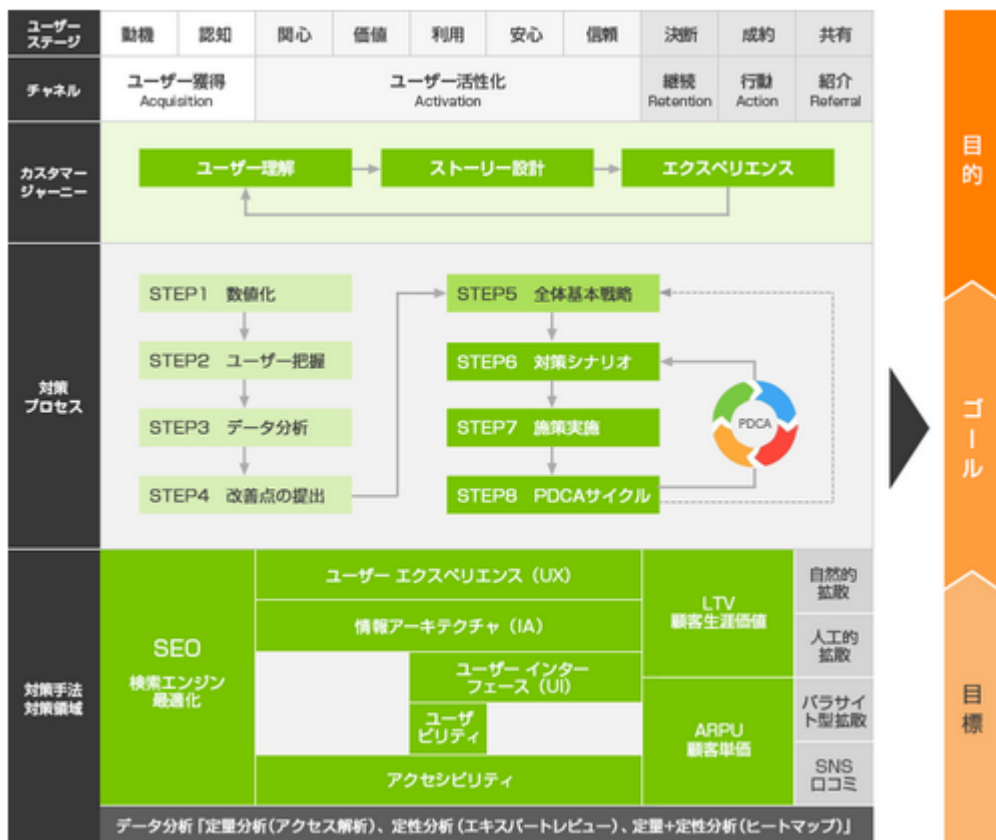 ユーザー
ステージ
動機
認知
関心
価値
利用
安心
信頼
決断
成約
共有
チャネル
ユーザー獲得
Acquisition
ユーザー活性化
Activation
継続
Retention
行動
Action
紹介
Referral
カスタマー
ジャーニー
ユーザー理解
ストーリー設計
エクスペリエンス
対策
プロセス
STEP1 数値化
STEP2 ユーザー把握
STEP3 データ分析
STEP4 改善点の提出
STEP5 全体基本戦略
STEP6 対策シナリオ
STEP7 施策実施
STEP8 PDCAサイクル
PDCA
対策手法
対策領域
SEO
検索エンジン
最適化
ユーザー エクスペリエンス（UX）
情報アーキテクチャ（IA）
ユーザー インター
フェース（UI）
ユーザ
ビリティ
アクセシビリティ
LTV
顧客生涯価値
ARPU
顧客単価
自然的
拡散
人工的
拡散
パラサイ
ト型拡散
SNS
口コミ
データ分析「定量分析（アクセス解析）、定性分析（エキスパートレビュー）、定量+定性分析（ヒートマップ）」
目的
ゴール
目標